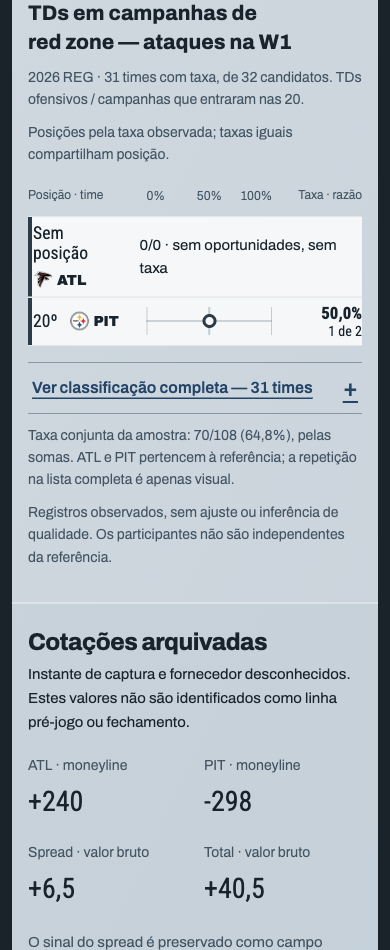 TDs em campanhas de
red zone — ataques na W1
2026 REG · 31 times com taxa, de 32 candidatos. TDs
ofensivos / campanhas que entraram nas 20.
Posições pela taxa observada; taxas iguais
compartilham posição.
Posição · time 0% 50% 100% Taxa · razão
Sem
posição
ATL
0/0 · sem oportunidades, sem
taxa
20º PIT 50,0%
1 de 2
Ver classificação completa — 31 times +
Taxa conjunta da amostra: 70/108 (64,8%), pelas
somas. ATL e PIT pertencem à referência; a repetição
na lista completa é apenas visual.
Registros observados, sem ajuste ou inferência de
qualidade. Os participantes não são independentes
da referência.
Cotações arquivadas
Instante de captura e fornecedor desconhecidos.
Estes valores não são identificados como linha
pré-jogo ou fechamento.
ATL · moneyline PIT · moneyline
+240 -298
Spread · valor bruto Total · valor bruto
+6,5 +40,5
O sinal do spread é preservado como campo